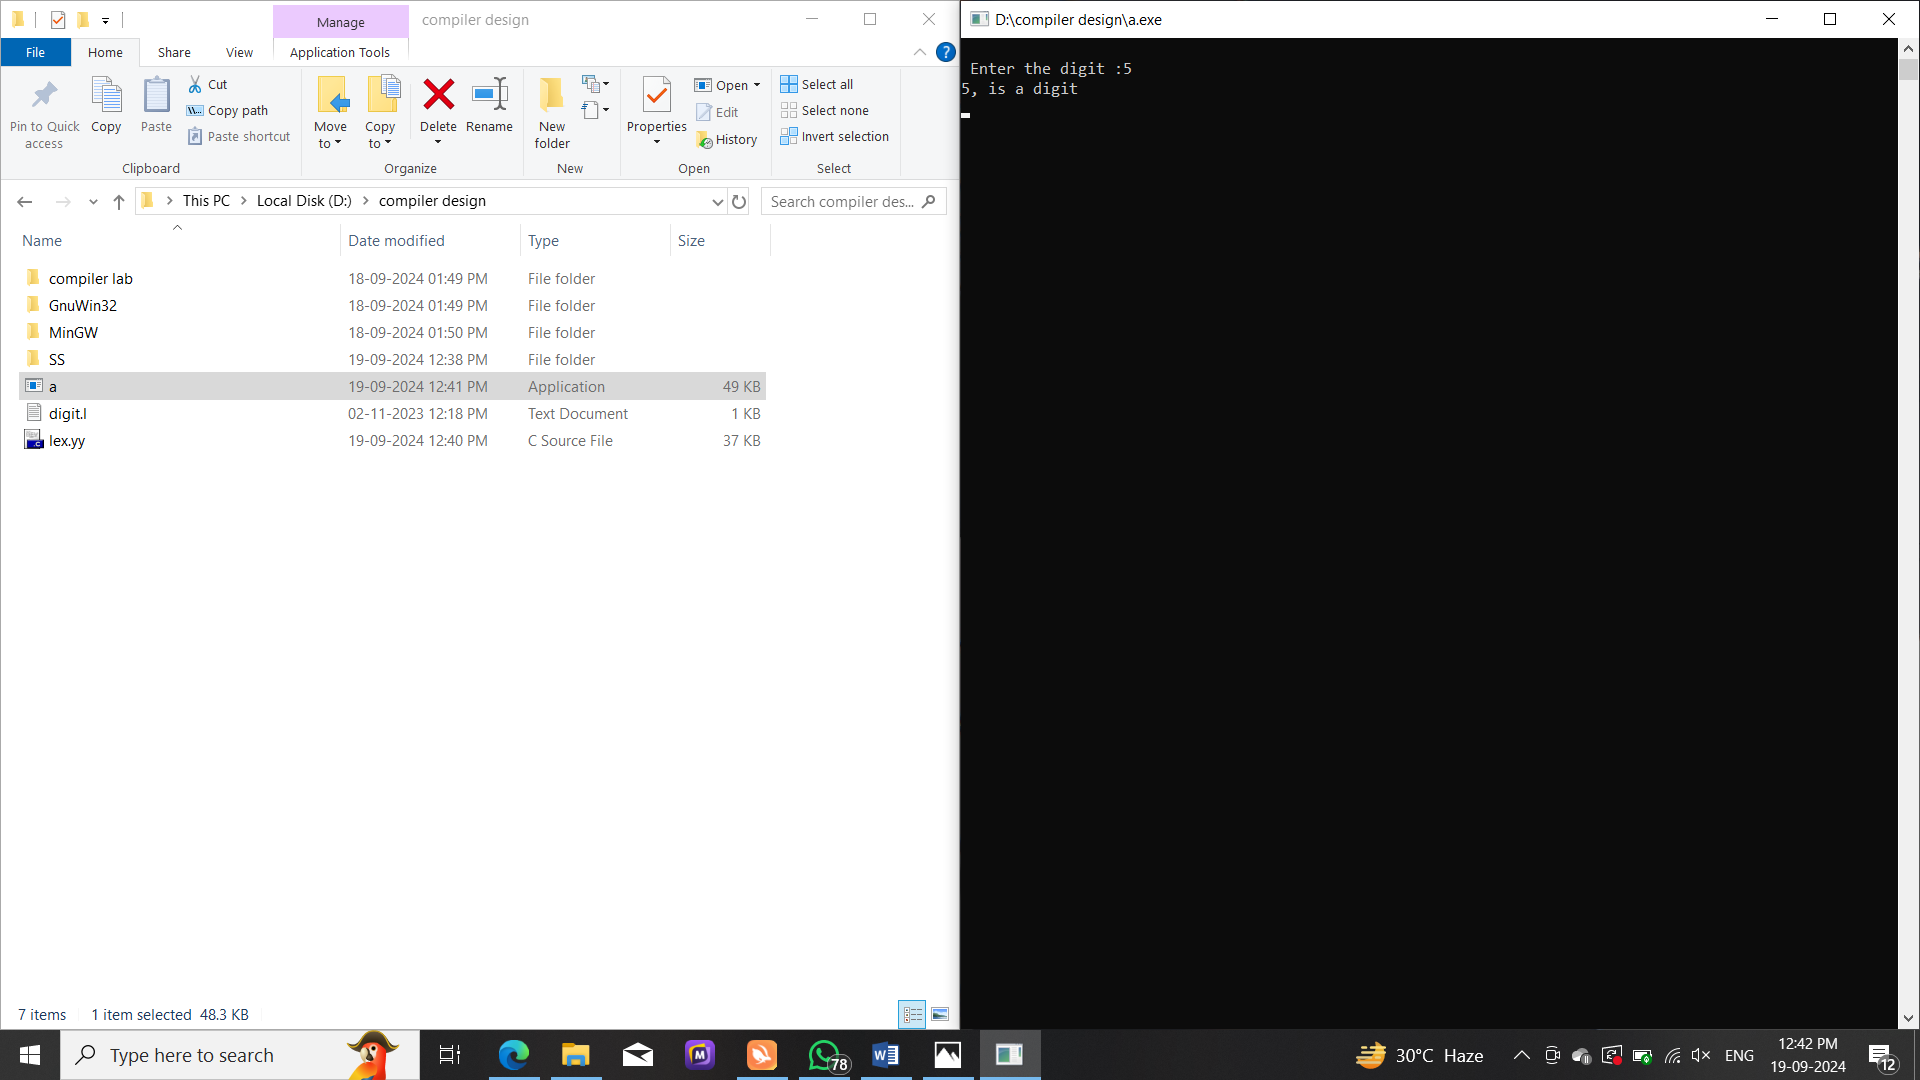 Manage
compiler design
File
Home
Share
View
Application Tools
Pin to Quick access
Copy
Paste
Cut
Copy path
Paste shortcut
Clipboard
Move to
Copy to
Delete
Rename
Organize
New folder
New
Properties
Open
Edit
History
Open
Select all
Select none
Invert selection
Select
This PC > Local Disk (D:) > compiler design
Search compiler des...
Name Date modified Type Size
compiler lab 18-09-2024 01:49 PM File folder
GnuWin32 18-09-2024 01:49 PM File folder
MinGW 18-09-2024 01:50 PM File folder
SS 19-09-2024 12:38 PM File folder
a 19-09-2024 12:41 PM Application 49 KB
digit.l 02-11-2023 12:18 PM Text Document 1 KB
lex.yy 19-09-2024 12:40 PM C Source File 37 KB
7 items 1 item selected 48.3 KB
D:\compiler design\a.exe
Enter the digit :5
5, is a digit
Type here to search
78
30°C Haze
ENG
12:42 PM
19-09-2024
12